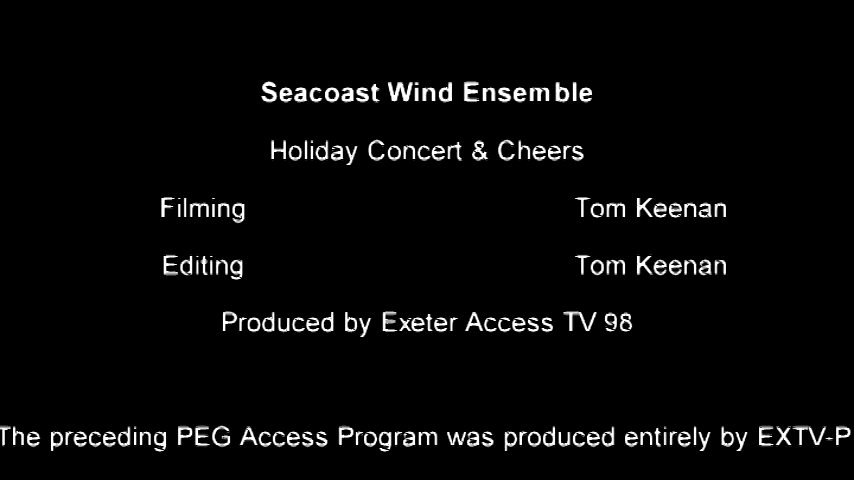 Seacoast Wind Ensemble
Holiday Concert & Cheers
Filming Tom Keenan
Editing Tom Keenan
Produced by Exeter Access TV 98
The preceding PEG Access Program was produced entirely by EXTV-P